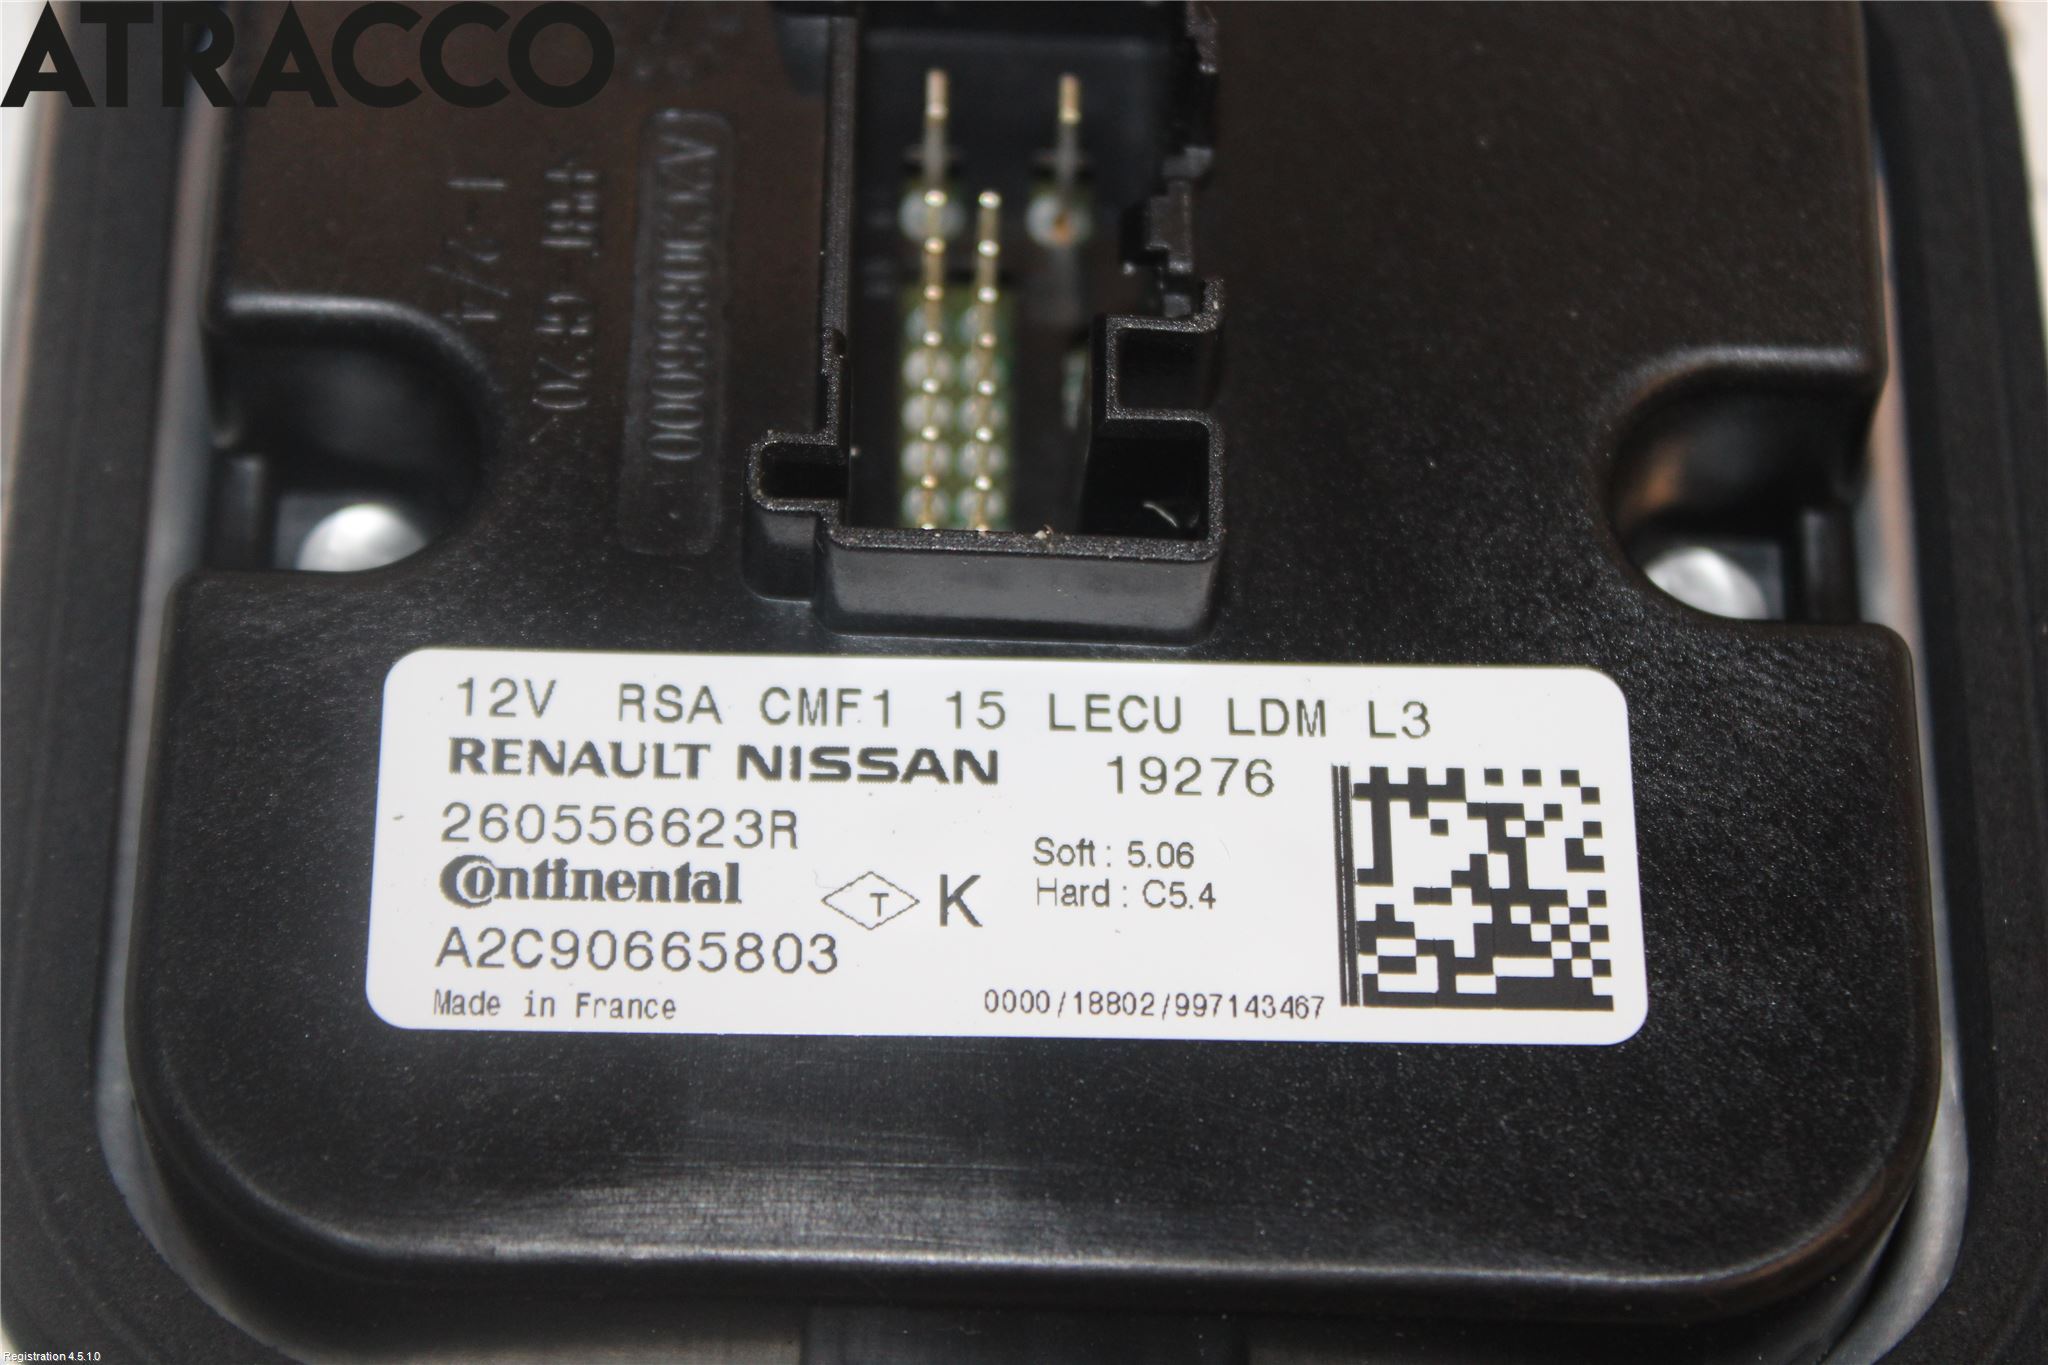 ATRACCO
A2C90665800
12V RSA CMF1 15 LECU LDM L3
RENAULT NISSAN 19276
260556623R
Soft : 5.06
Continental
T K
Hard : C5.4
A2C90665803
Made in France
0000/18802/997143467
Registration 4.5.1.0